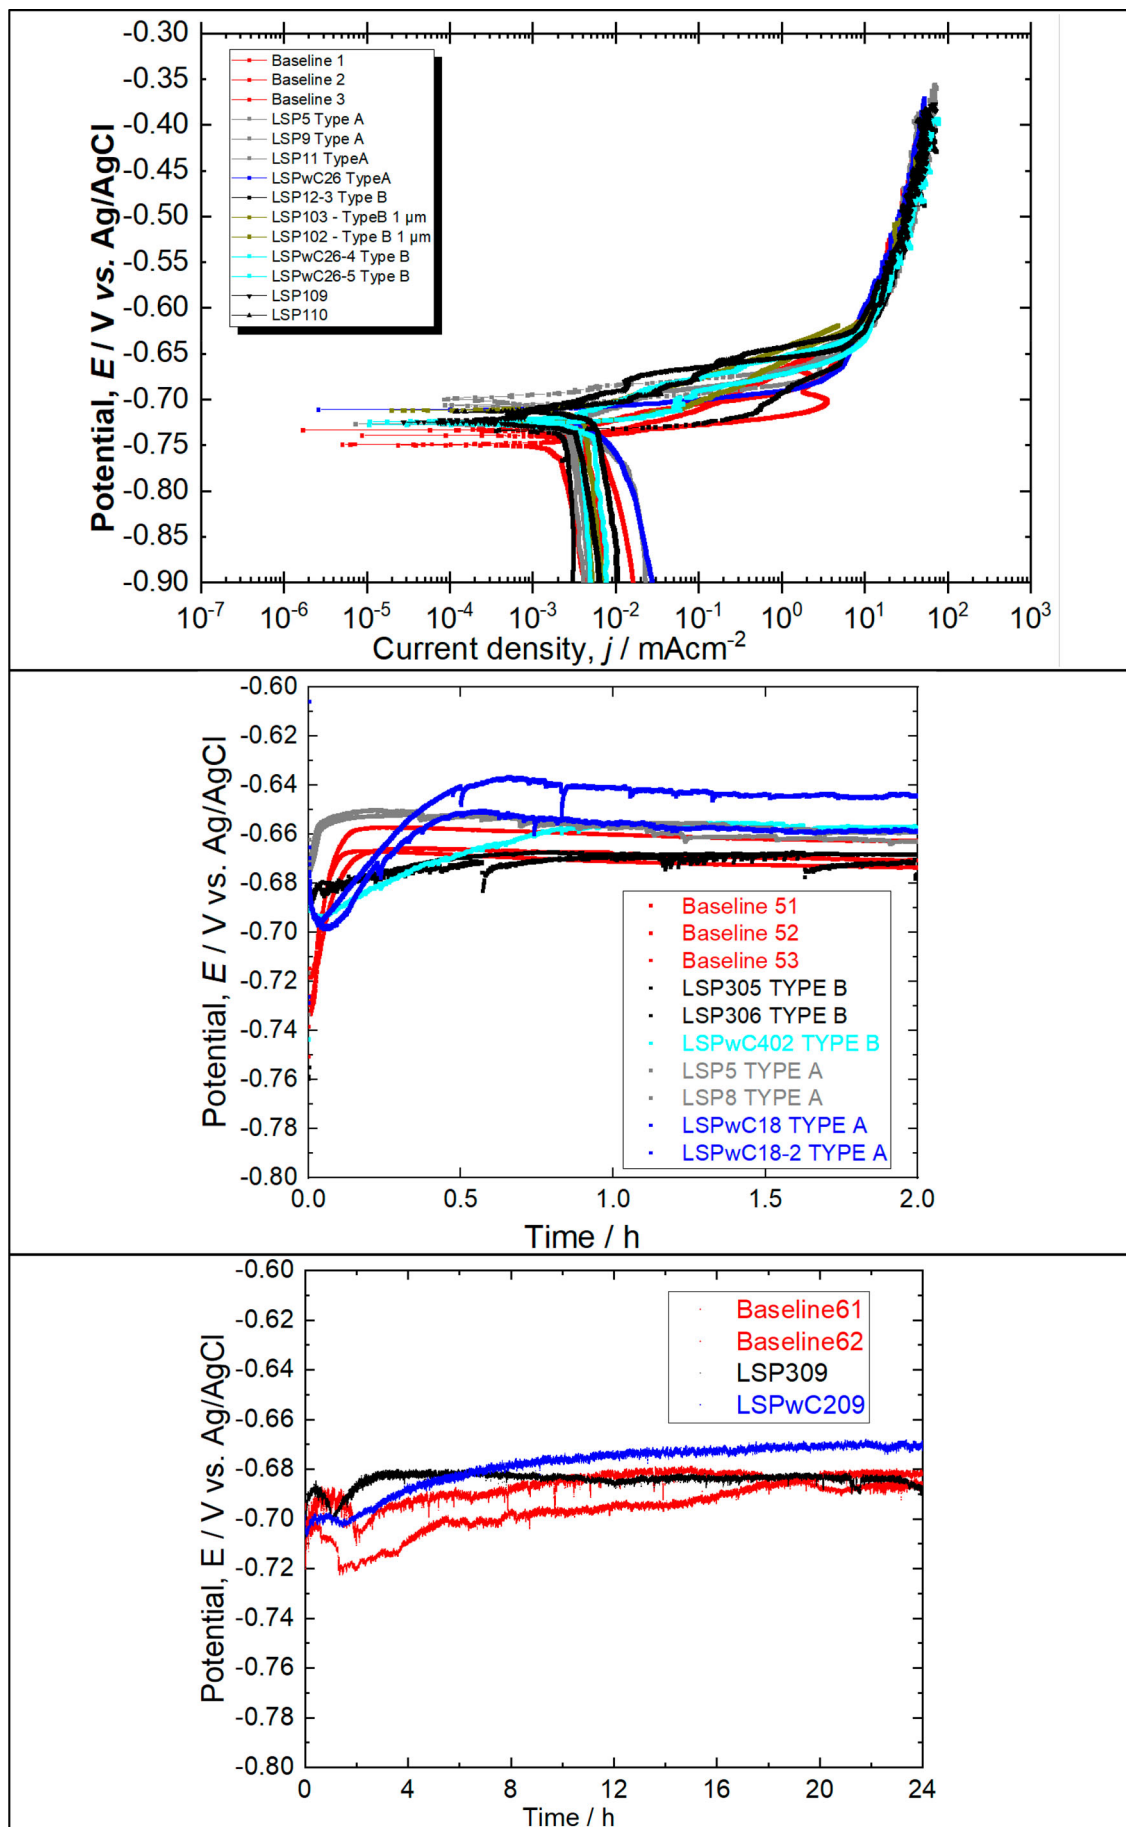 Potential, E / V vs. Ag/AgCl
-0.30
-0.35
-0.40
-0.45
-0.50
-0.55
-0.60
-0.65
-0.70
-0.75
-0.80
-0.85
-0.90
Baseline 1
Baseline 2
Baseline 3
LSP5 Type A
LSP9 Type A
LSP11 TypeA
LSPwC26 TypeA
LSP12-3 Type B
LSP103 - TypeB 1 µm
LSP102 - Type B 1 µm
LSPwC26-4 Type B
LSPwC26-5 Type B
LSP109
LSP110
10-7 10-6 10-5 10-4 10-3 10-2 10-1 100 101 102 103
Current density, j / mAcm-2
Potential, E / V vs. Ag/AgCl
-0.60
-0.62
-0.64
-0.66
-0.68
-0.70
-0.72
-0.74
-0.76
-0.78
-0.80
Baseline 51
Baseline 52
Baseline 53
LSP305 TYPE B
LSP306 TYPE B
LSPwC402 TYPE B
LSP5 TYPE A
LSP8 TYPE A
LSPwC18 TYPE A
LSPwC18-2 TYPE A
0.0 0.5 1.0 1.5 2.0
Time / h
Potential, E / V vs. Ag/AgCl
-0.60
-0.62
-0.64
-0.66
-0.68
-0.70
-0.72
-0.74
-0.76
-0.78
-0.80
Baseline61
Baseline62
LSP309
LSPwC209
0 4 8 12 16 20 24
Time / h